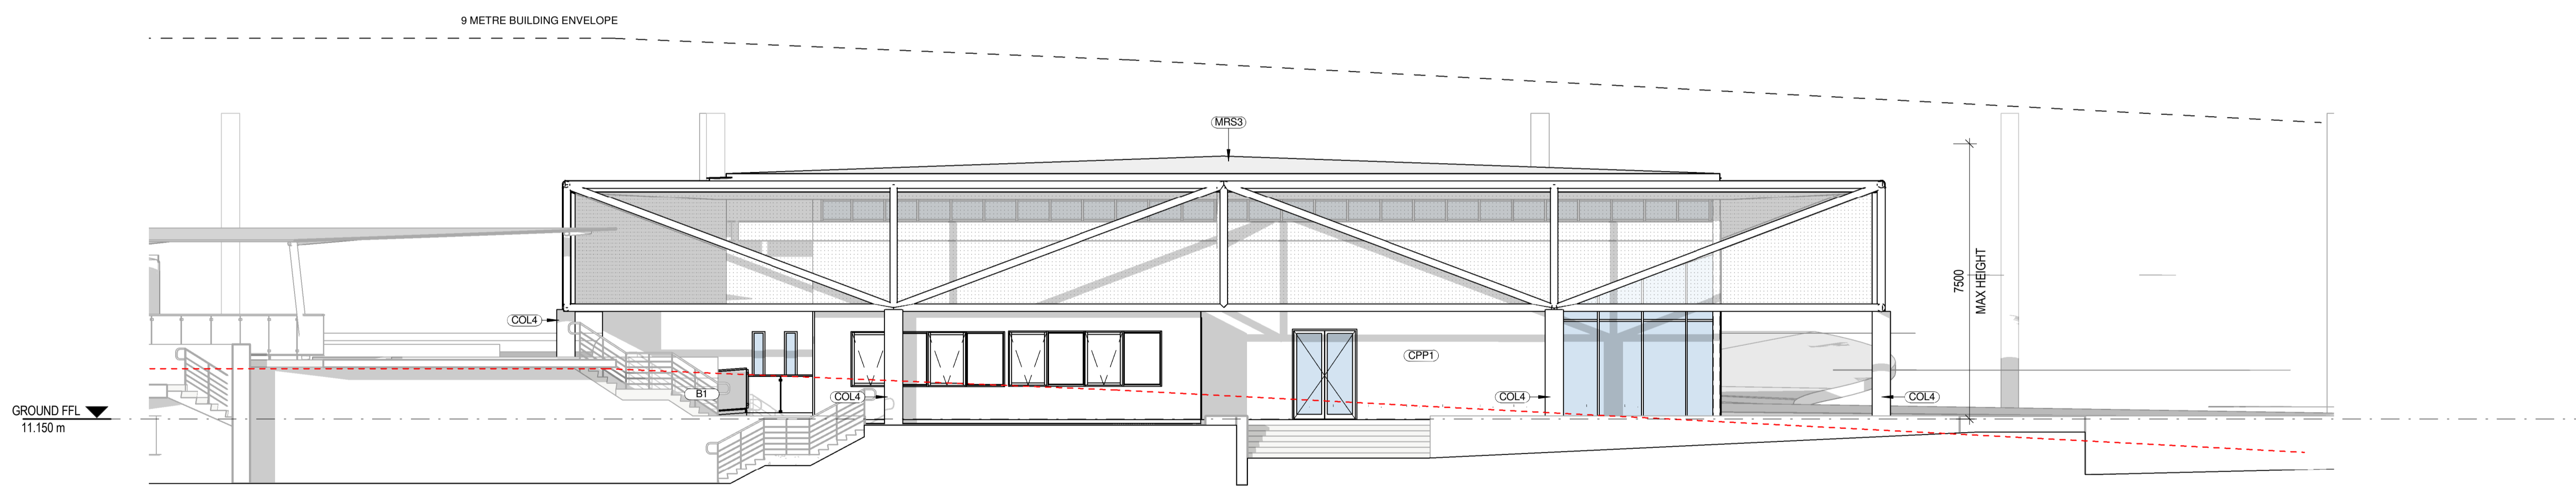 9 METRE BUILDING ENVELOPE
MRS3
7500
MAX HEIGHT
COL4
CPP1
B1
COL4
COL4
COL4
GROUND FFL
11.150 m